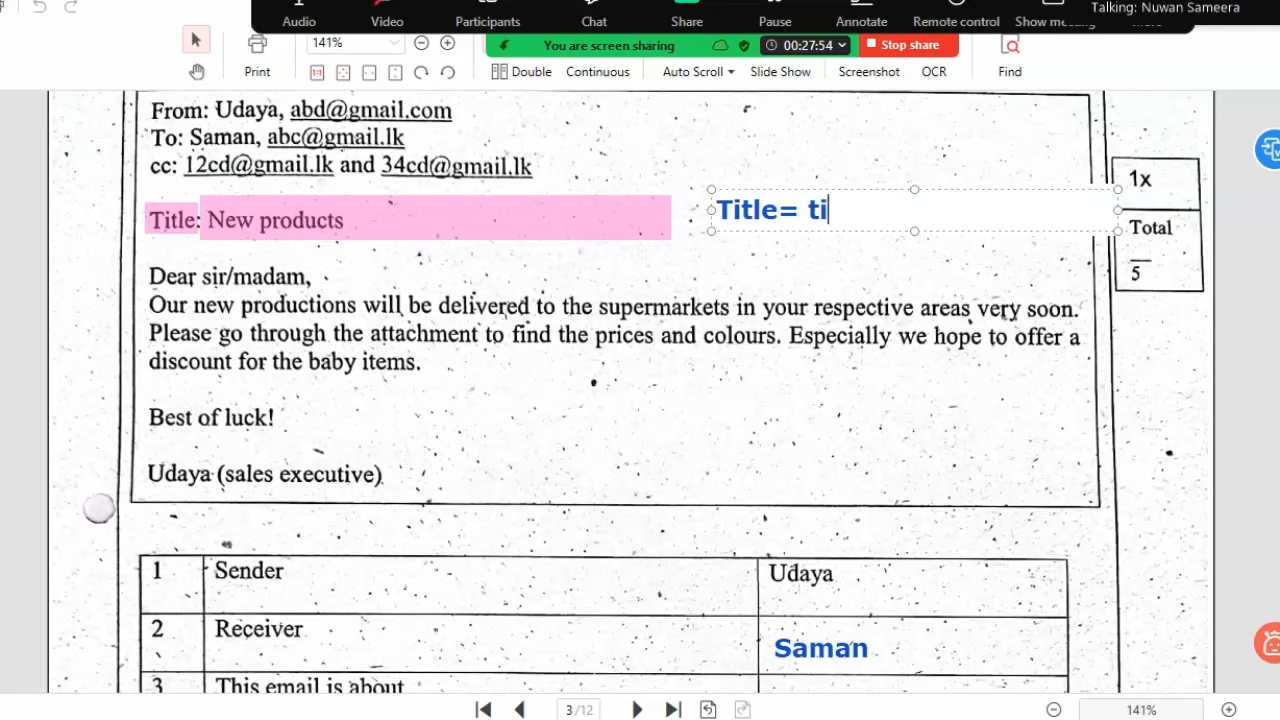 Talking: Nuwan Sameera
Audio Video Participants Chat Share Pause Annotate Remote control
141% You are screen sharing 00:27:54 Stop share
Print Double Continuous Auto Scroll Slide Show Screenshot OCR Find
From: Udaya, abd@gmail.com
To: Saman, abc@gmail.lk
cc: 12cd@gmail.lk and 34cd@gmail.lk
1x
Title: New products
Title= ti
Total
5
Dear sir/madam,
Our new productions will be delivered to the supermarkets in your respective areas very soon.
Please go through the attachment to find the prices and colours. Especially we hope to offer a
discount for the baby items.
Best of luck!
Udaya (sales executive)
1 Sender Udaya
2 Receiver Saman
3 This email is about
3 /12 141%